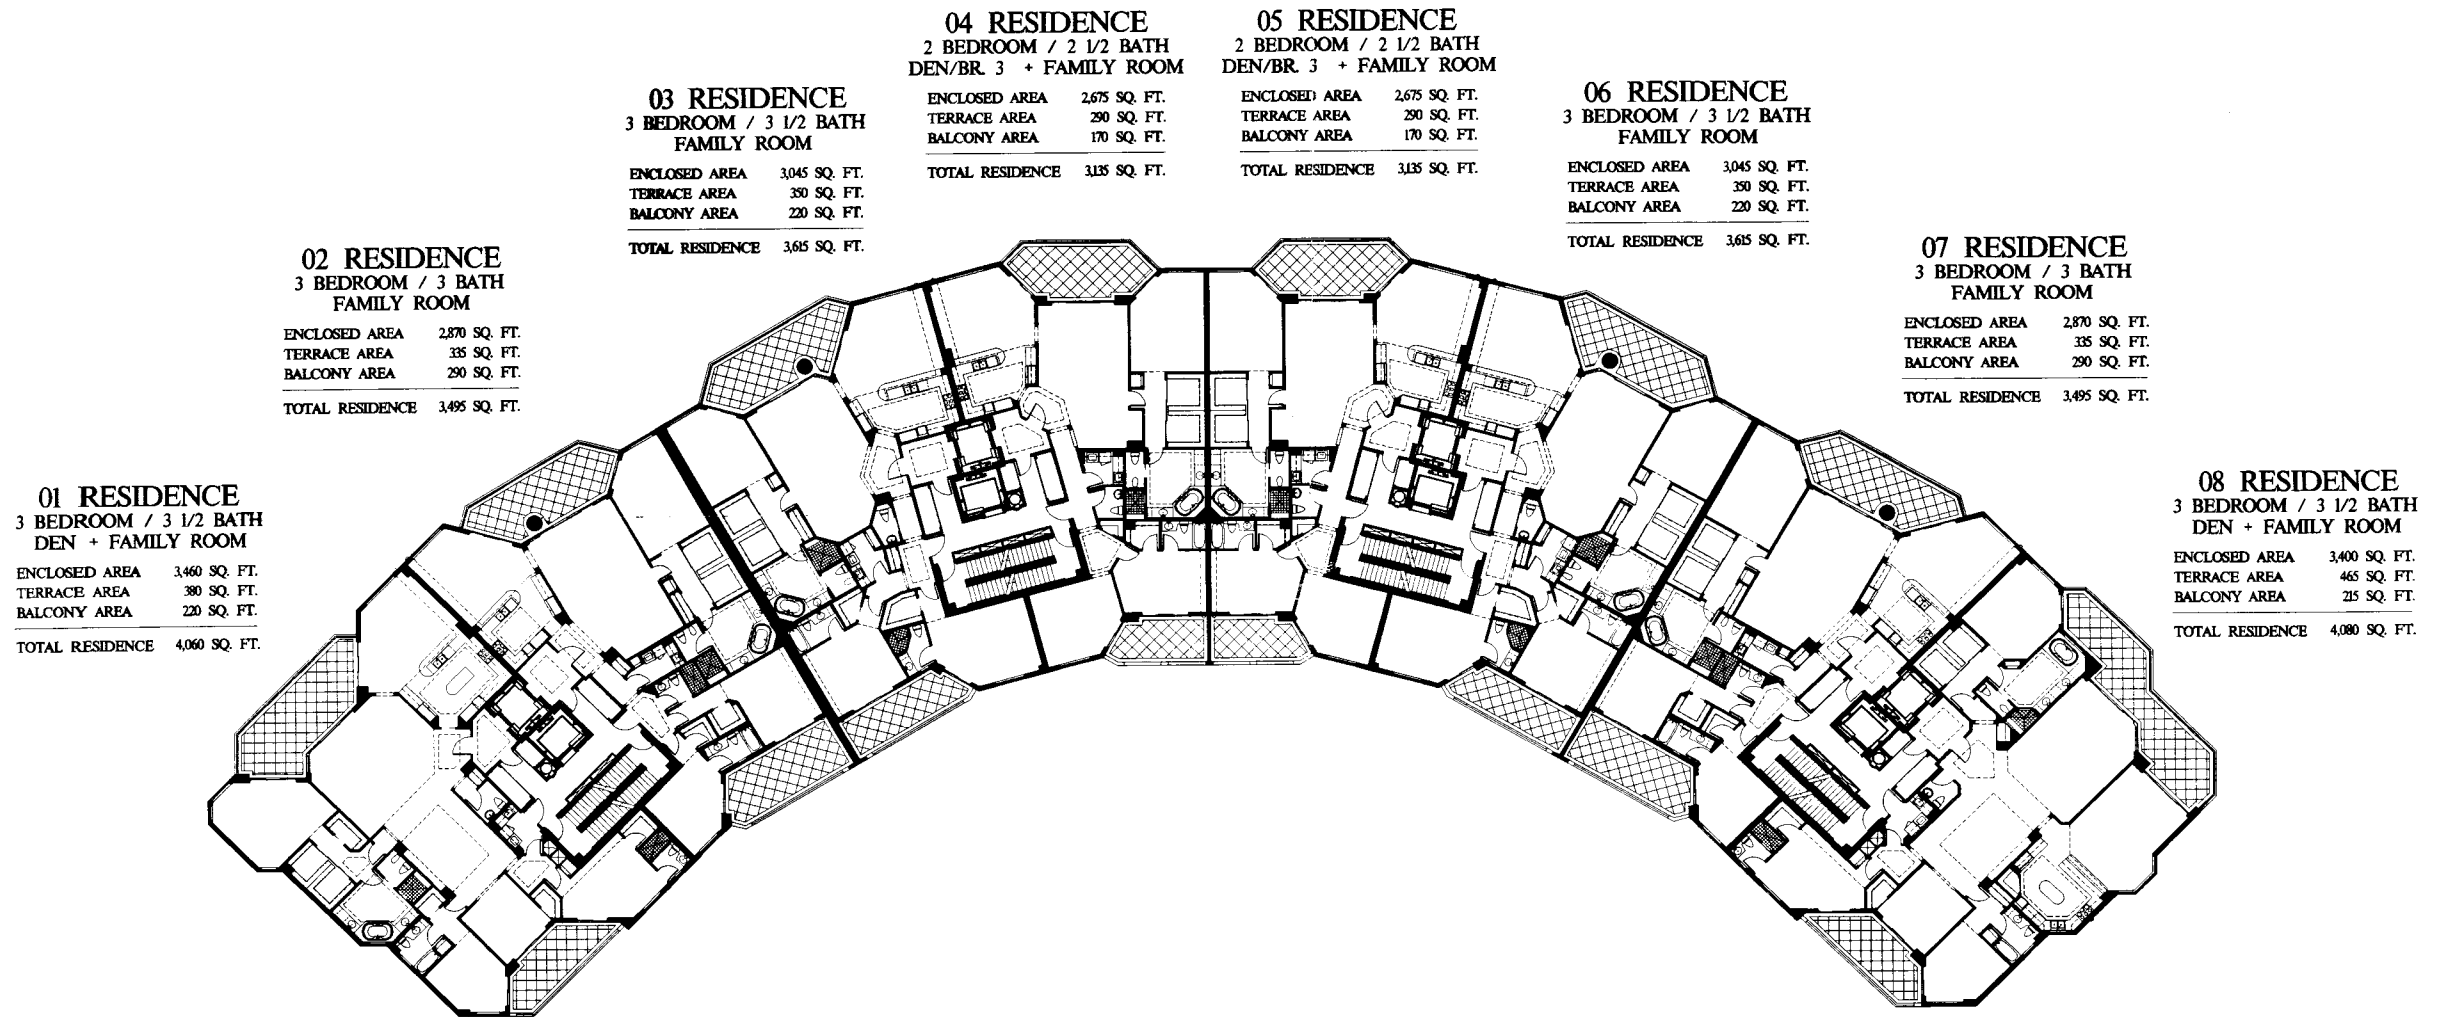 01 RESIDENCE
3 BEDROOM / 3 1/2 BATH
DEN + FAMILY ROOM
ENCLOSED AREA 3,460 SQ. FT.
TERRACE AREA 380 SQ. FT.
BALCONY AREA 220 SQ. FT.
TOTAL RESIDENCE 4,060 SQ. FT.
02 RESIDENCE
3 BEDROOM / 3 BATH
FAMILY ROOM
ENCLOSED AREA 2,870 SQ. FT.
TERRACE AREA 335 SQ. FT.
BALCONY AREA 290 SQ. FT.
TOTAL RESIDENCE 3,495 SQ. FT.
03 RESIDENCE
3 BEDROOM / 3 1/2 BATH
FAMILY ROOM
ENCLOSED AREA 3,045 SQ. FT.
TERRACE AREA 350 SQ. FT.
BALCONY AREA 220 SQ. FT.
TOTAL RESIDENCE 3,615 SQ. FT.
04 RESIDENCE
2 BEDROOM / 2 1/2 BATH
DEN/BR. 3 + FAMILY ROOM
ENCLOSED AREA 2,675 SQ. FT.
TERRACE AREA 290 SQ. FT.
BALCONY AREA 170 SQ. FT.
TOTAL RESIDENCE 3,135 SQ. FT.
05 RESIDENCE
2 BEDROOM / 2 1/2 BATH
DEN/BR. 3 + FAMILY ROOM
ENCLOSED AREA 2,675 SQ. FT.
TERRACE AREA 290 SQ. FT.
BALCONY AREA 170 SQ. FT.
TOTAL RESIDENCE 3,135 SQ. FT.
06 RESIDENCE
3 BEDROOM / 3 1/2 BATH
FAMILY ROOM
ENCLOSED AREA 3,045 SQ. FT.
TERRACE AREA 350 SQ. FT.
BALCONY AREA 220 SQ. FT.
TOTAL RESIDENCE 3,615 SQ. FT.
07 RESIDENCE
3 BEDROOM / 3 BATH
FAMILY ROOM
ENCLOSED AREA 2,870 SQ. FT.
TERRACE AREA 335 SQ. FT.
BALCONY AREA 290 SQ. FT.
TOTAL RESIDENCE 3,495 SQ. FT.
08 RESIDENCE
3 BEDROOM / 3 1/2 BATH
DEN + FAMILY ROOM
ENCLOSED AREA 3,400 SQ. FT.
TERRACE AREA 465 SQ. FT.
BALCONY AREA 215 SQ. FT.
TOTAL RESIDENCE 4,080 SQ. FT.